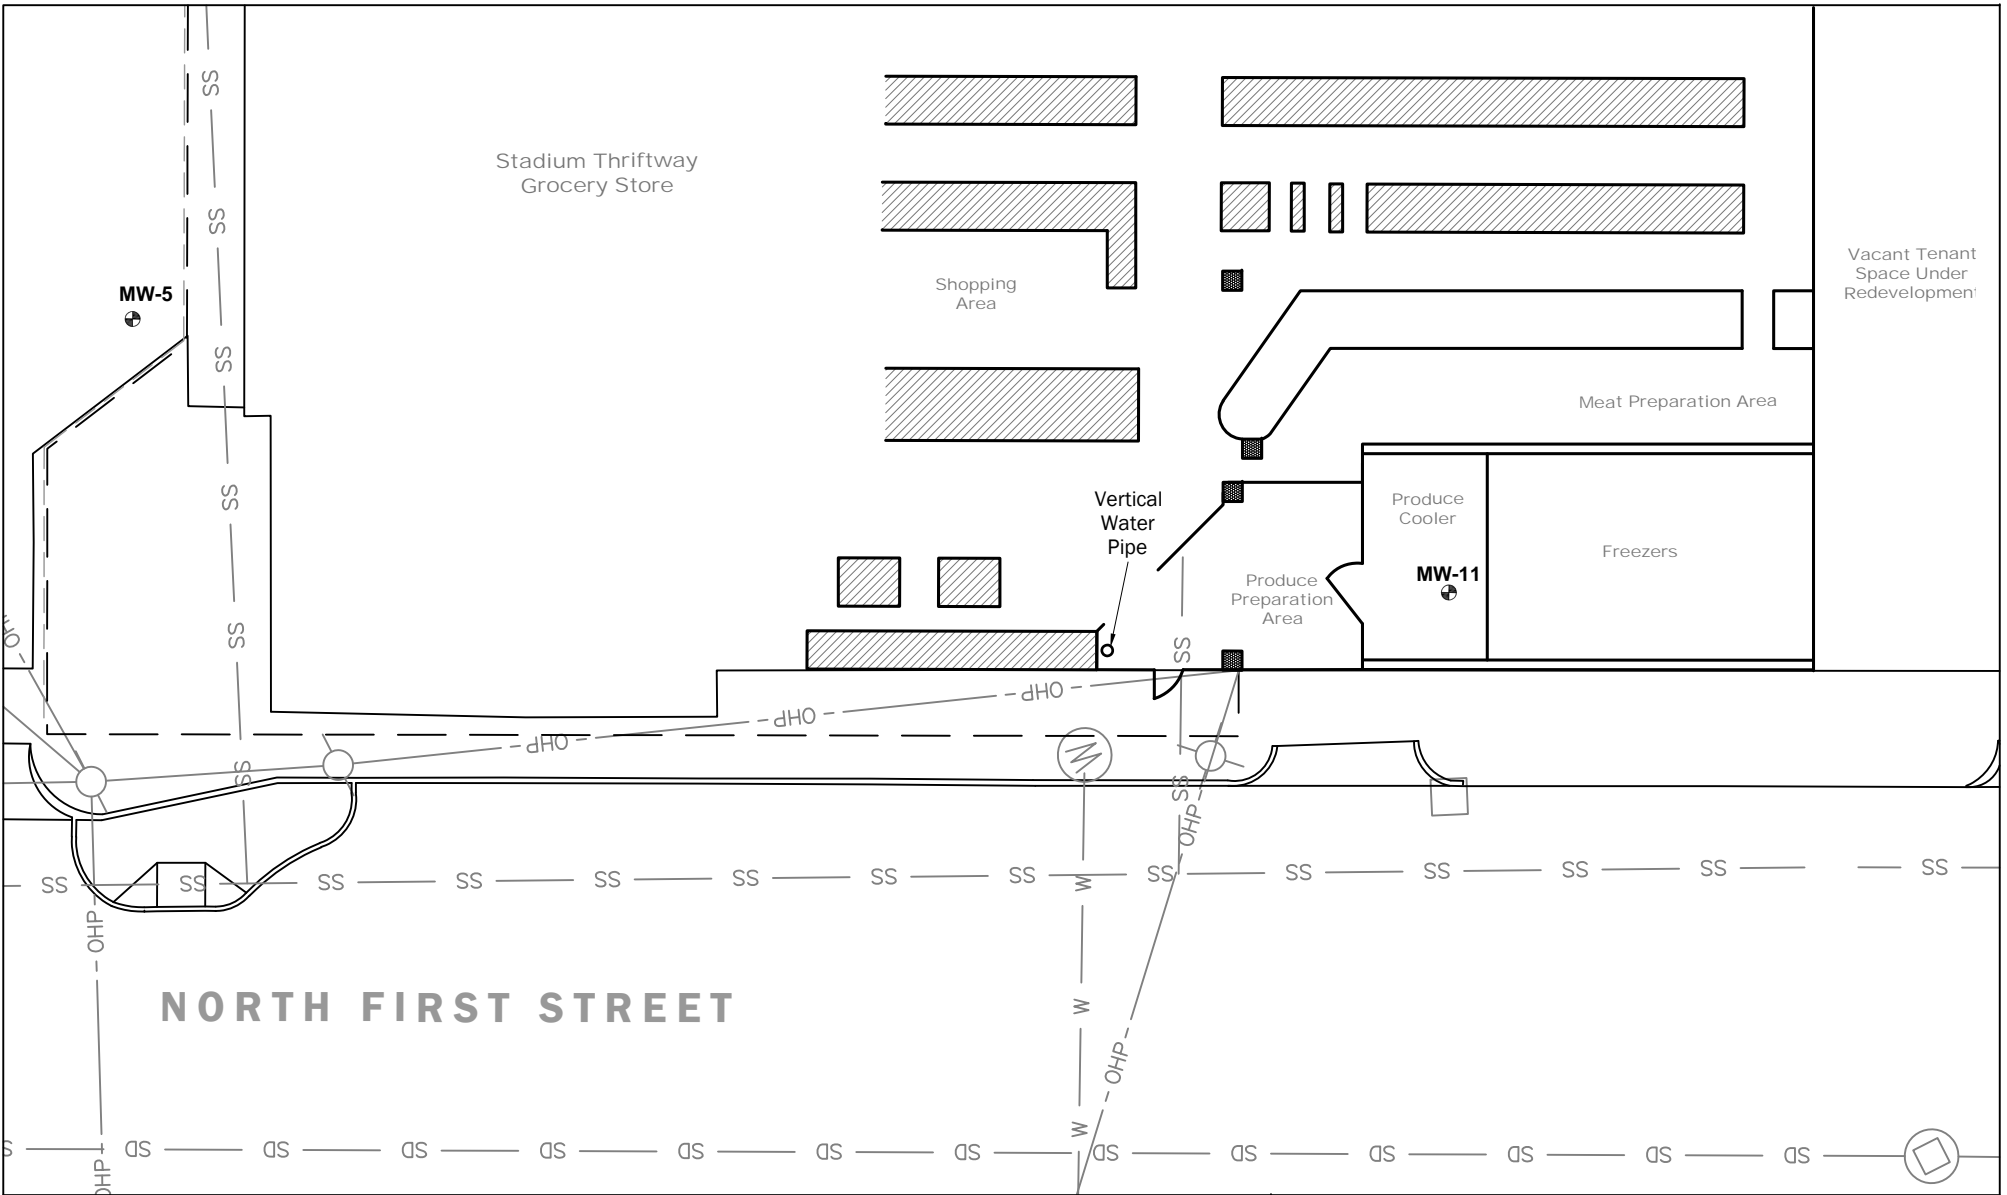 SS
SS
SS
SS
SS
SS
SS
Stadium Thriftway
Grocery Store
Shopping
Area
Vacant Tenant
Space Under
Redevelopment
MW-5
Meat Preparation Area
Vertical
Water
Pipe
Produce
Cooler
Freezers
MW-11
Produce
Preparation
Area
SS
OHP
OHP
OHP
OHP
W
SS
OHP
SS SS SS SS SS SS SS SS SS SS SS SS SS SS
W
OHP
NORTH FIRST STREET
W
OHP
W
SD SD SD SD SD SD SD SD SD SD SD SD SD
OHP